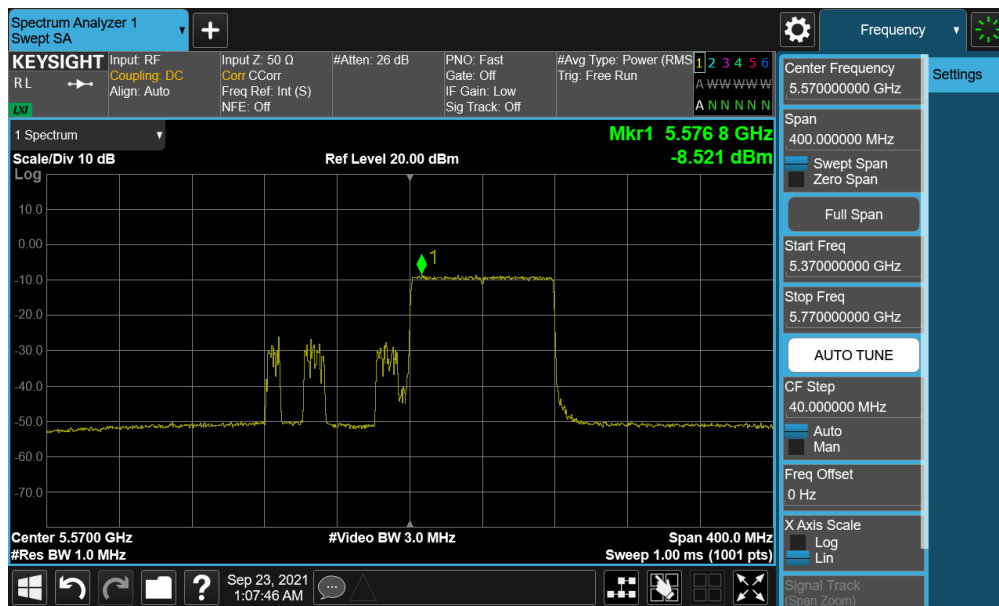 Spectrum Analyzer 1
Swept SA
+
Frequency
KEYSIGHT
RL
LXI
Input: RF
Coupling: DC
Align: Auto
Input Z: 50 Ω
Corr CCorr
Freq Ref: Int (S)
NFE: Off
#Atten: 26 dB
PNO: Fast
Gate: Off
IF Gain: Low
Sig Track: Off
#Avg Type: Power (RMS
Trig: Free Run
1 2 3 4 5 6
A W W W W W
A N N N N N
1 Spectrum
Mkr1 5.576 8 GHz
-8.521 dBm
Scale/Div 10 dB
Ref Level 20.00 dBm
Log
10.0
0.00
-10.0
-20.0
-30.0
-40.0
-50.0
-60.0
-70.0
1
Center 5.5700 GHz
#Video BW 3.0 MHz
Span 400.0 MHz
#Res BW 1.0 MHz
Sweep 1.00 ms (1001 pts)
?
Sep 23, 2021
1:07:46 AM
Center Frequency
5.570000000 GHz
Settings
Span
400.000000 MHz
Swept Span
Zero Span
Full Span
Start Freq
5.370000000 GHz
Stop Freq
5.770000000 GHz
AUTO TUNE
CF Step
40.000000 MHz
Auto
Man
Freq Offset
0 Hz
X Axis Scale
Log
Lin
Signal Track
(Span Zoom)